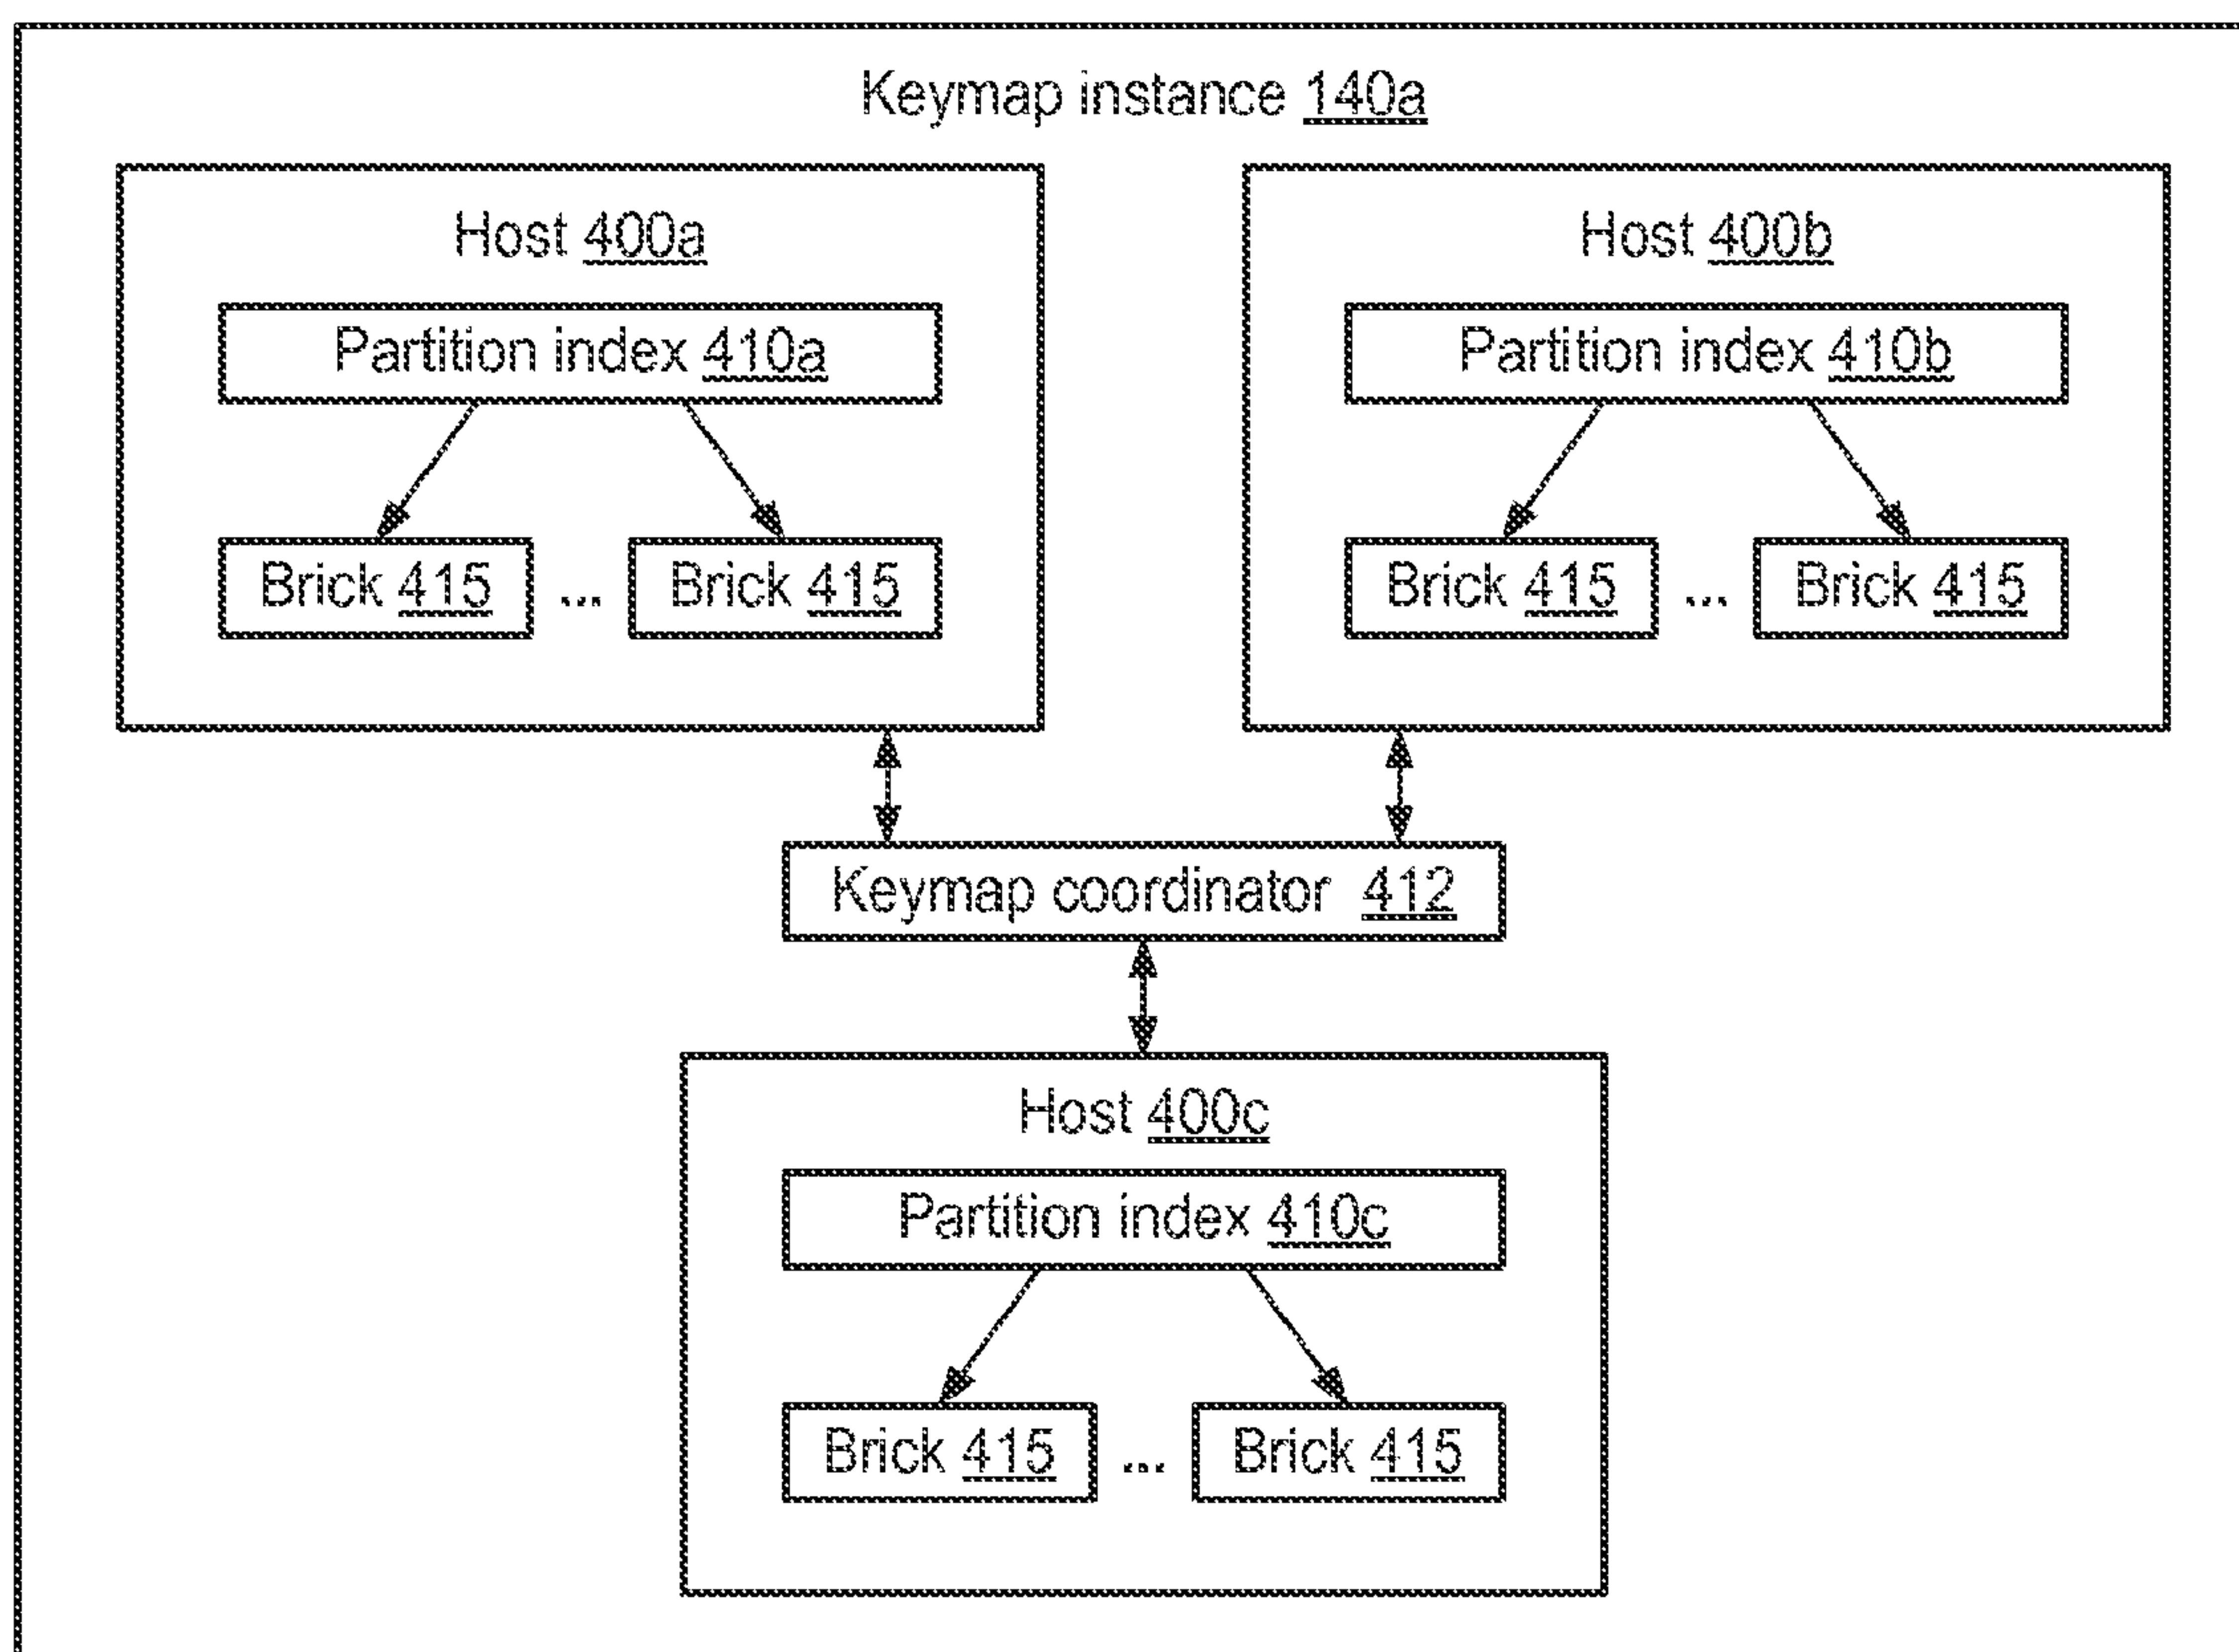 Keymap instance 140a
Host 400a
Partition index 410a
Brick 415 ... Brick 415
Host 400b
Partition index 410b
Brick 415 ... Brick 415
Keymap coordinator 412
Host 400c
Partition index 410c
Brick 415 ... Brick 415